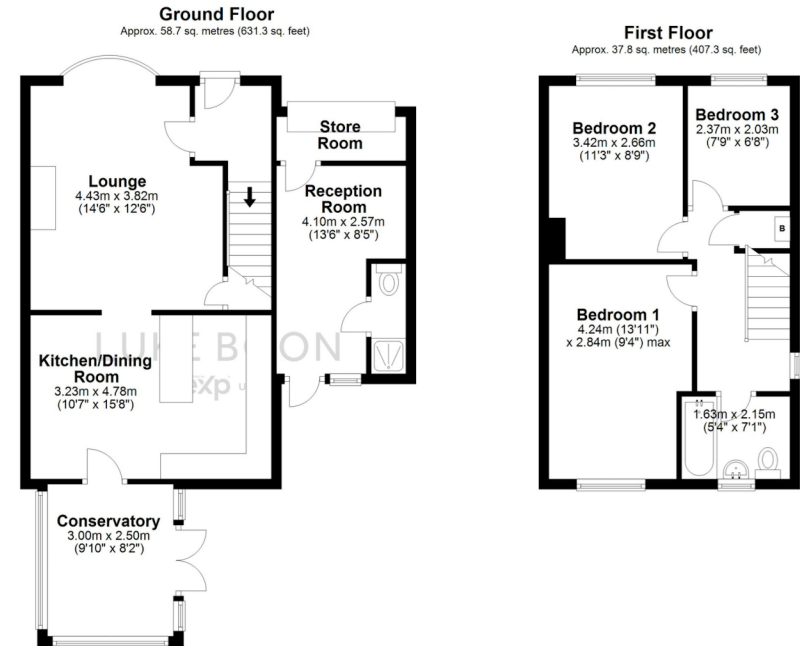 Ground Floor
Approx. 58.7 sq. metres (631.3 sq. feet)
Store
Room
Lounge
4.43m x 3.82m
(14'6" x 12'6")
Reception
Room
4.10m x 2.57m
(13'6" x 8'5")
LUKE BOON
exp u
Kitchen/Dining
Room
3.23m x 4.78m
(10'7" x 15'8")
Conservatory
3.00m x 2.50m
(9'10" x 8'2")
First Floor
Approx. 37.8 sq. metres (407.3 sq. feet)
Bedroom 2
3.42m x 2.66m
(11'3" x 8'9")
Bedroom 3
2.37m x 2.03m
(7'9" x 6'8")
B
Bedroom 1
4.24m (13'11")
x 2.84m (9'4") max
1.63m x 2.15m
(5'4" x 7'1")